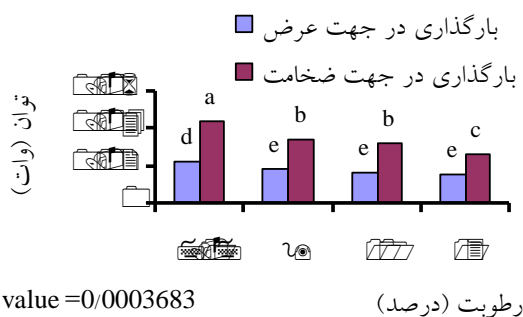 بارگذاری در جهت عرض
بارگذاری در جهت ضخامت
توان (وات)
a
b
b
c
d
e
e
e
رطوبت (درصد)
value =0/0003683